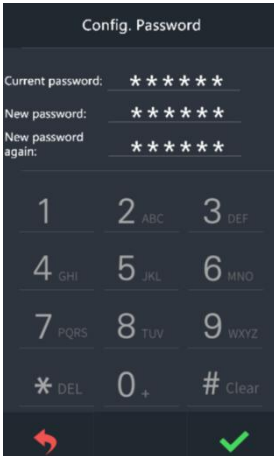 Config. Password
Current password: ******
New password: ******
New password
again: ******
1 2 ABC 3 DEF
4 GHI 5 JKL 6 MNO
7 PQRS 8 TUV 9 WXYZ
* DEL 0 + # Clear